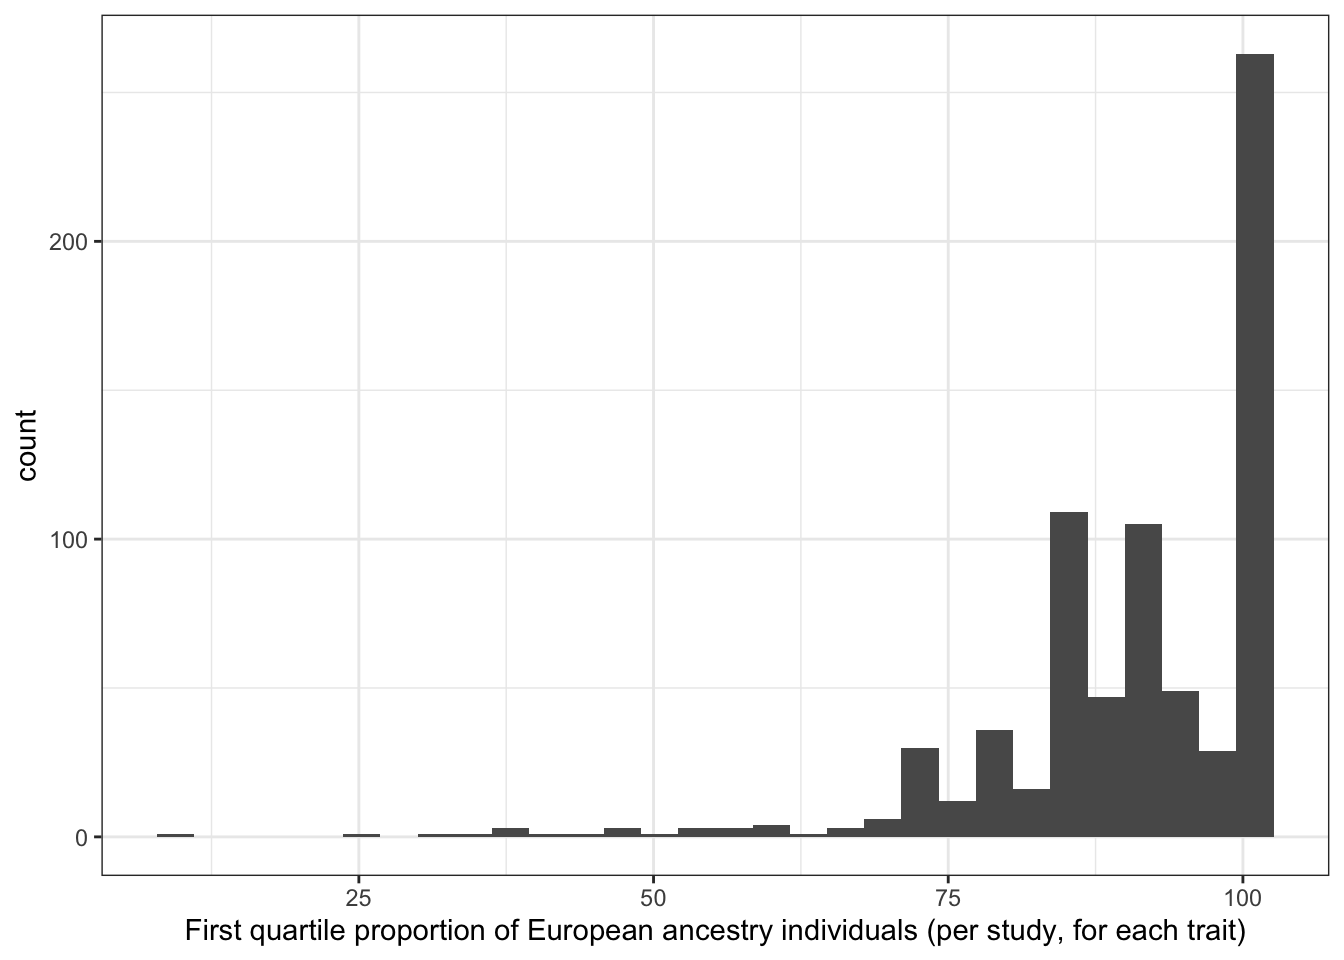 200
100
0
count
25 50 75 100
First quartile proportion of European ancestry individuals (per study, for each trait)